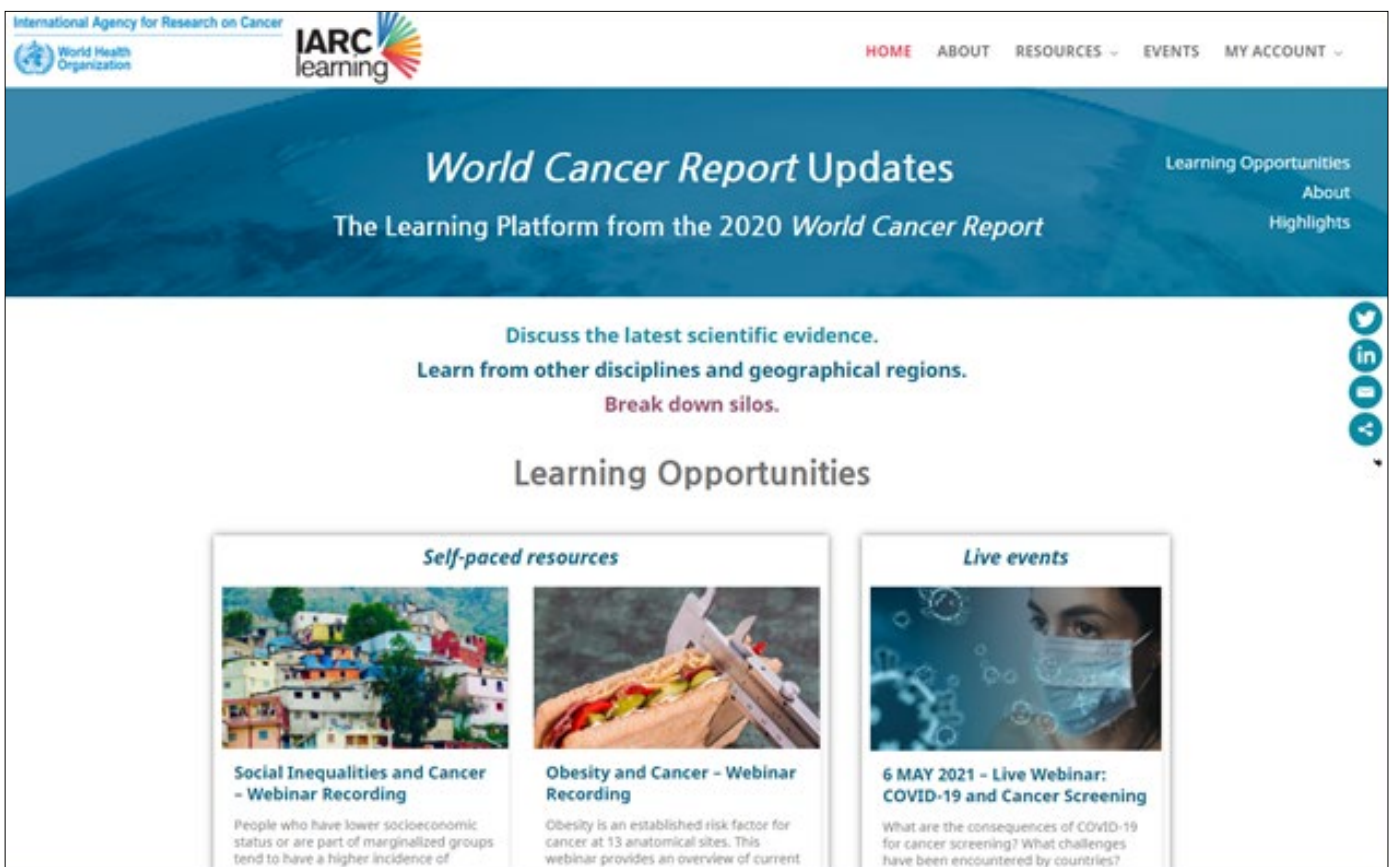 International Agency for Research on Cancer
World Health
Organization
IARC
learning
HOME ABOUT RESOURCES EVENTS MY ACCOUNT
World Cancer Report Updates
The Learning Platform from the 2020 World Cancer Report
Learning Opportunities
About
Highlights
Discuss the latest scientific evidence.
Learn from other disciplines and geographical regions.
Break down silos.
in
Learning Opportunities
Self-paced resources
Social Inequalities and Cancer
– Webinar Recording
People who have lower socioeconomic
status or are part of marginalized groups
tend to have a higher incidence of
Obesity and Cancer – Webinar
Recording
Obesity is an established risk factor for
cancer at 13 anatomical sites. This
webinar provides an overview of current
Live events
6 MAY 2021 – Live Webinar:
COVID-19 and Cancer Screening
What are the consequences of COVID-19
for cancer screening? What challenges
have been encountered by countries?